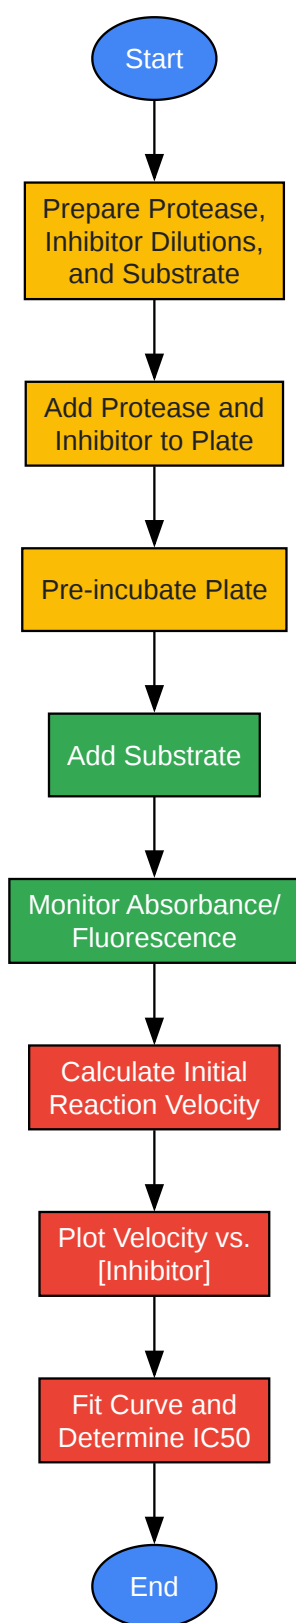 Start
Prepare Protease,
Inhibitor Dilutions,
and Substrate
Add Protease and
Inhibitor to Plate
Pre-incubate Plate
Add Substrate
Monitor Absorbance/
Fluorescence
Calculate Initial
Reaction Velocity
Plot Velocity vs.
[Inhibitor]
Fit Curve and
Determine IC50
End